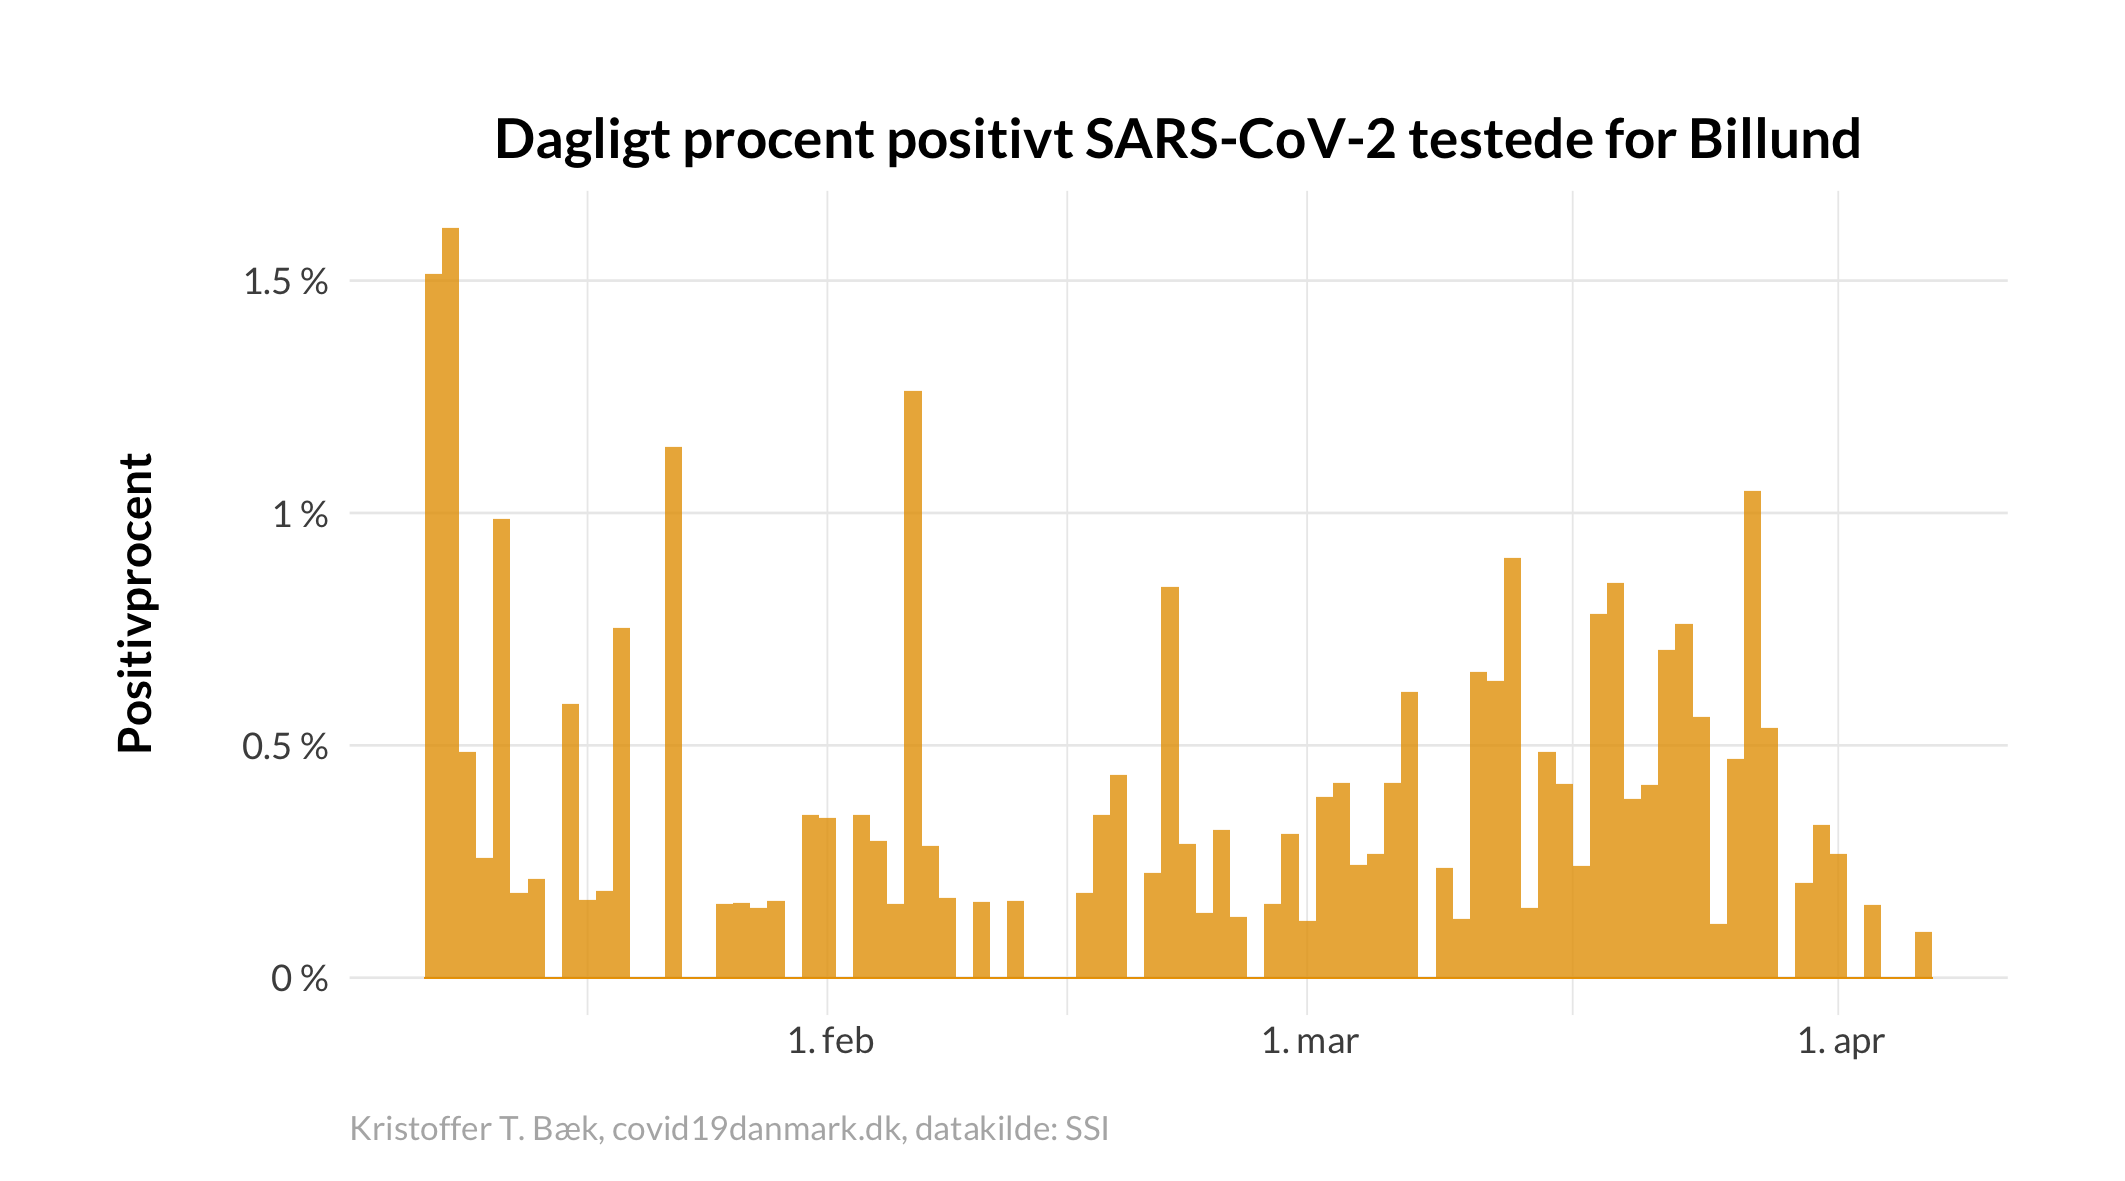 Dagligt procent positivt SARS-CoV-2 testede for Billund
Positivprocent
1.5 %
1 %
0.5 %
0 %
1. feb
1. mar
1. apr
Kristoffer T. Bæk, covid19danmark.dk, datakilde: SSI